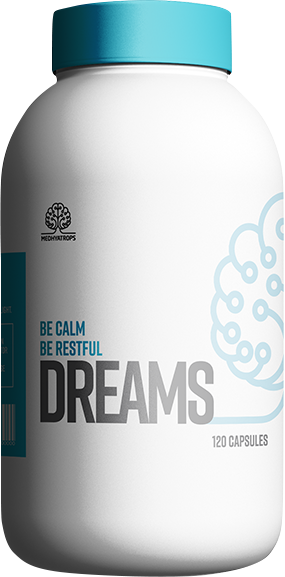 MEDHYATROPS
BE CALM
BE RESTFUL
DREAMS
120 CAPSULES